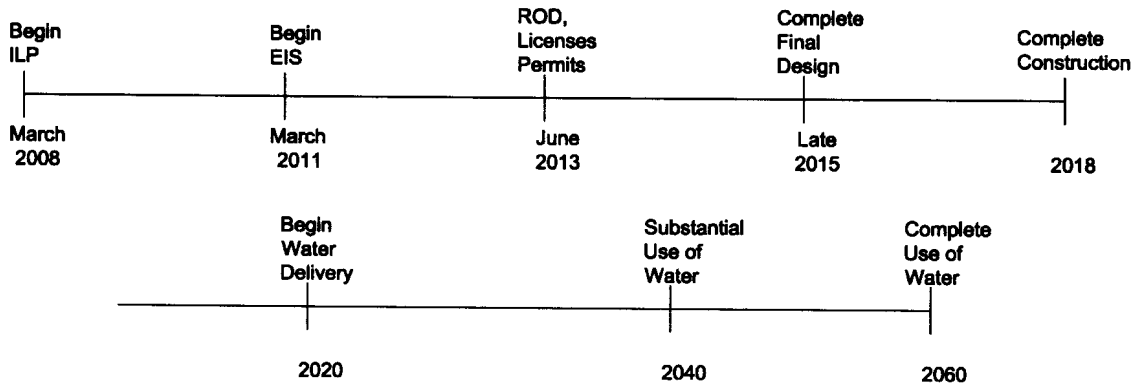 Begin
ILP
Begin
EIS
ROD,
Licenses
Permits
Complete
Final
Design
Complete
Construction
March
2008
March
2011
June
2013
Late
2015
2018
Begin
Water
Delivery
Substantial
Use of
Water
Complete
Use of
Water
2020
2040
2060